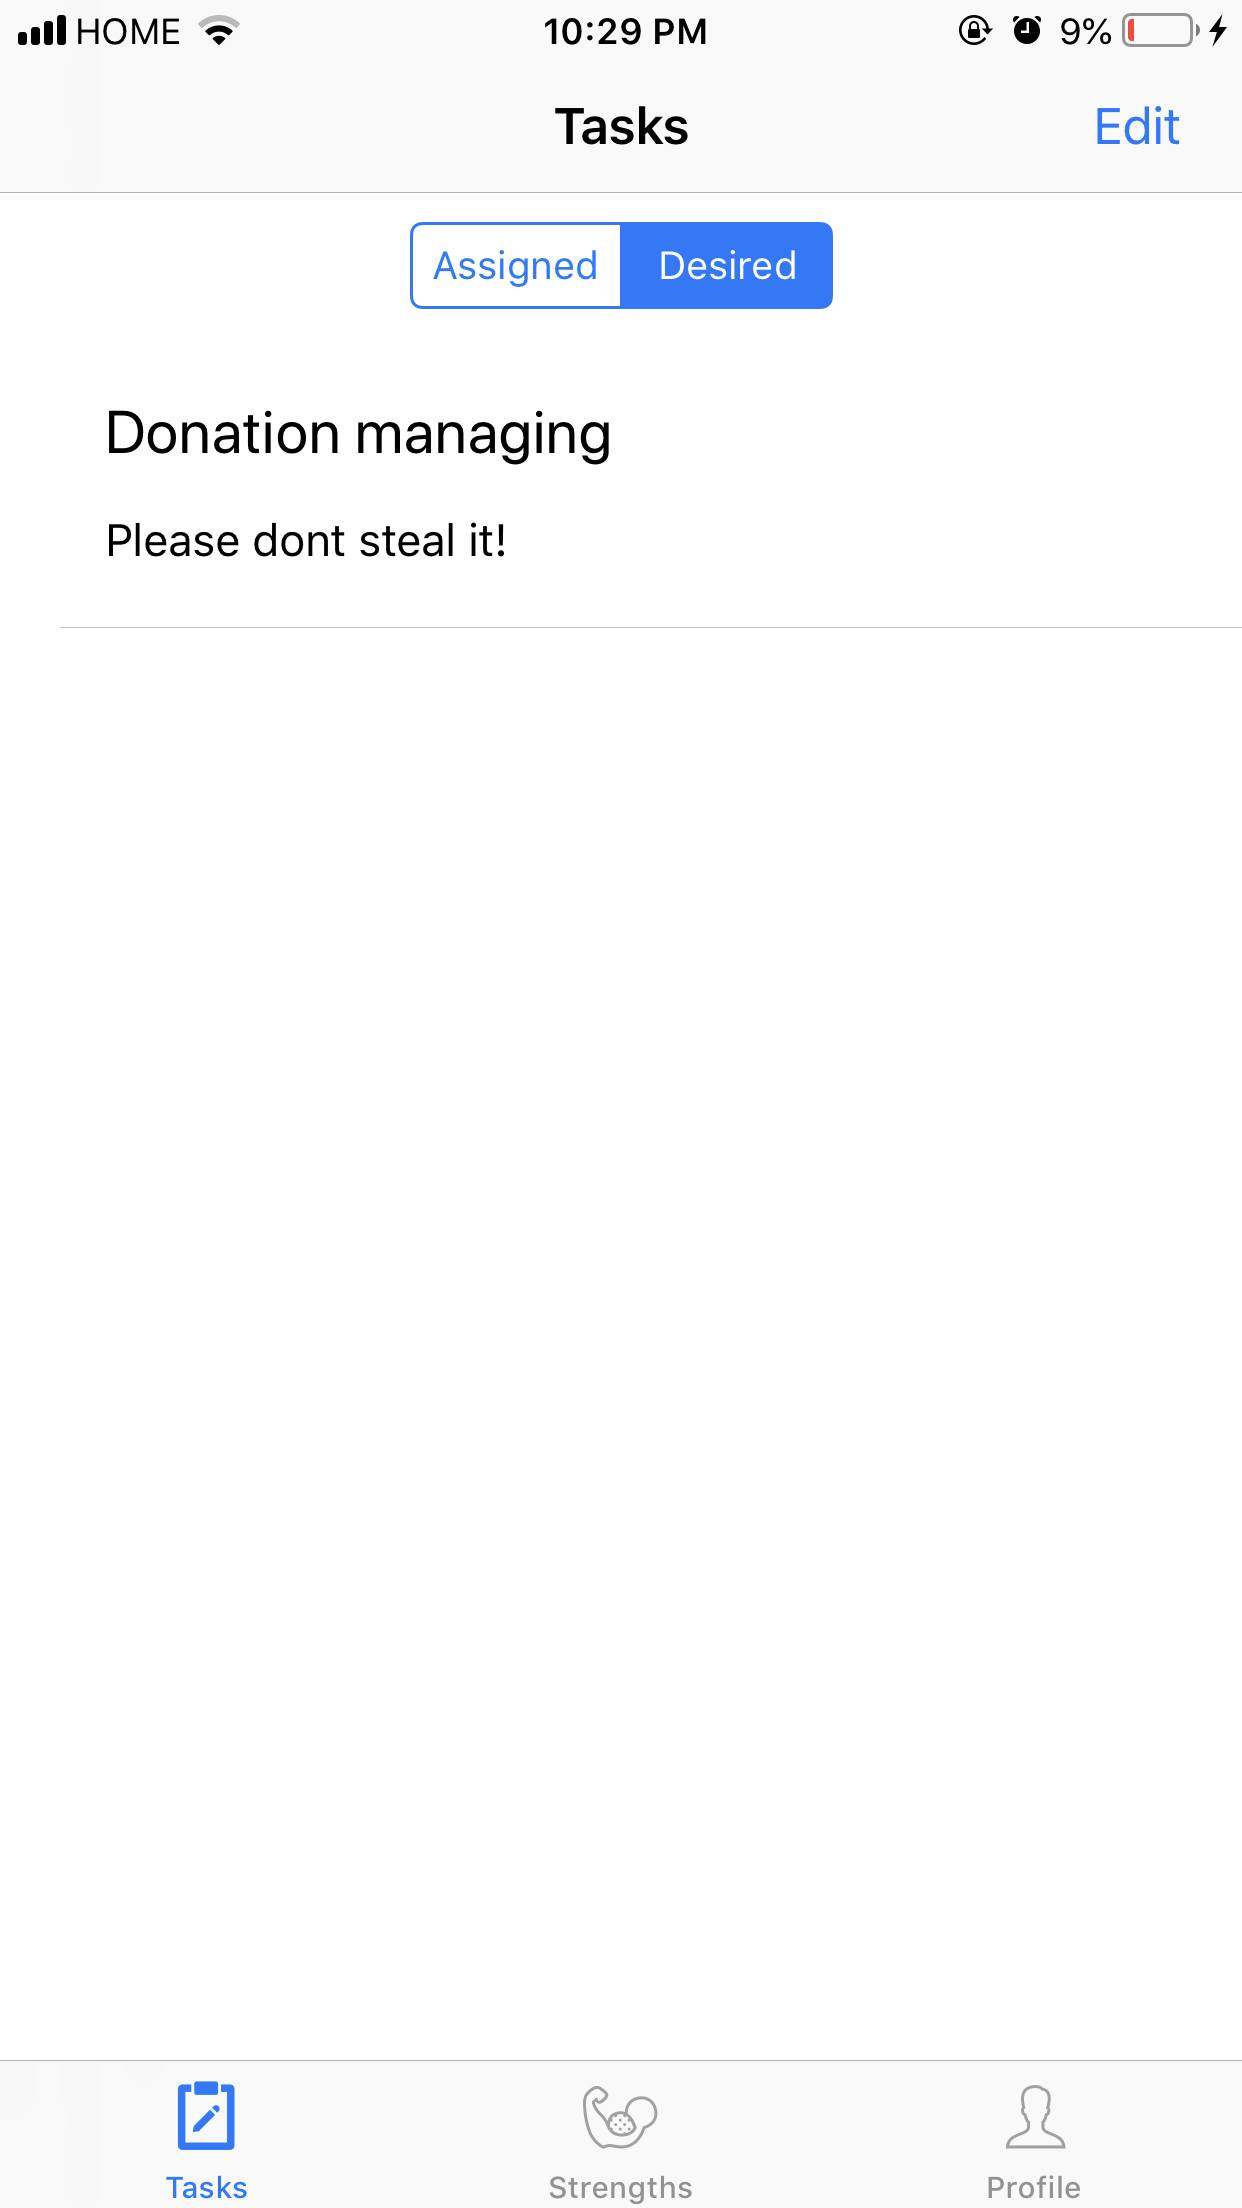 HOME 10:29 PM 9%
Tasks Edit
Assigned Desired
Donation managing
Please dont steal it!
Tasks Strengths Profile